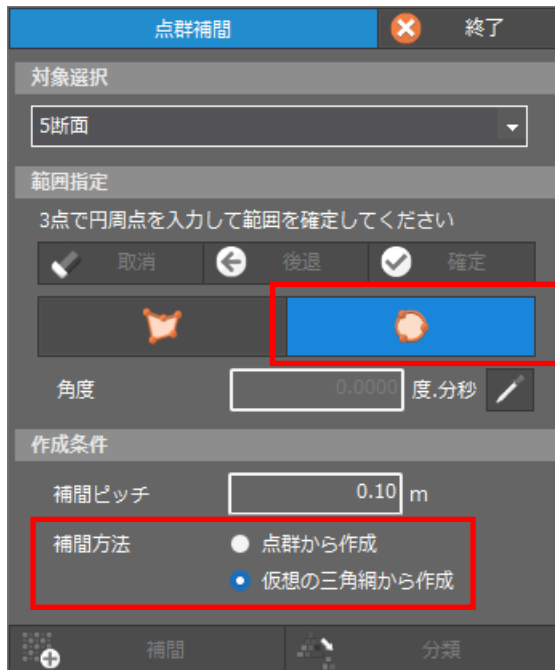 点群補間 終了
対象選択
5断面
範囲指定
3点で円周点を入力して範囲を確定してください
取消 後退 確定
角度 0.0000 度.分秒
作成条件
補間ピッチ 0.10 m
補間方法 点群から作成
仮想の三角網から作成
補間 分類